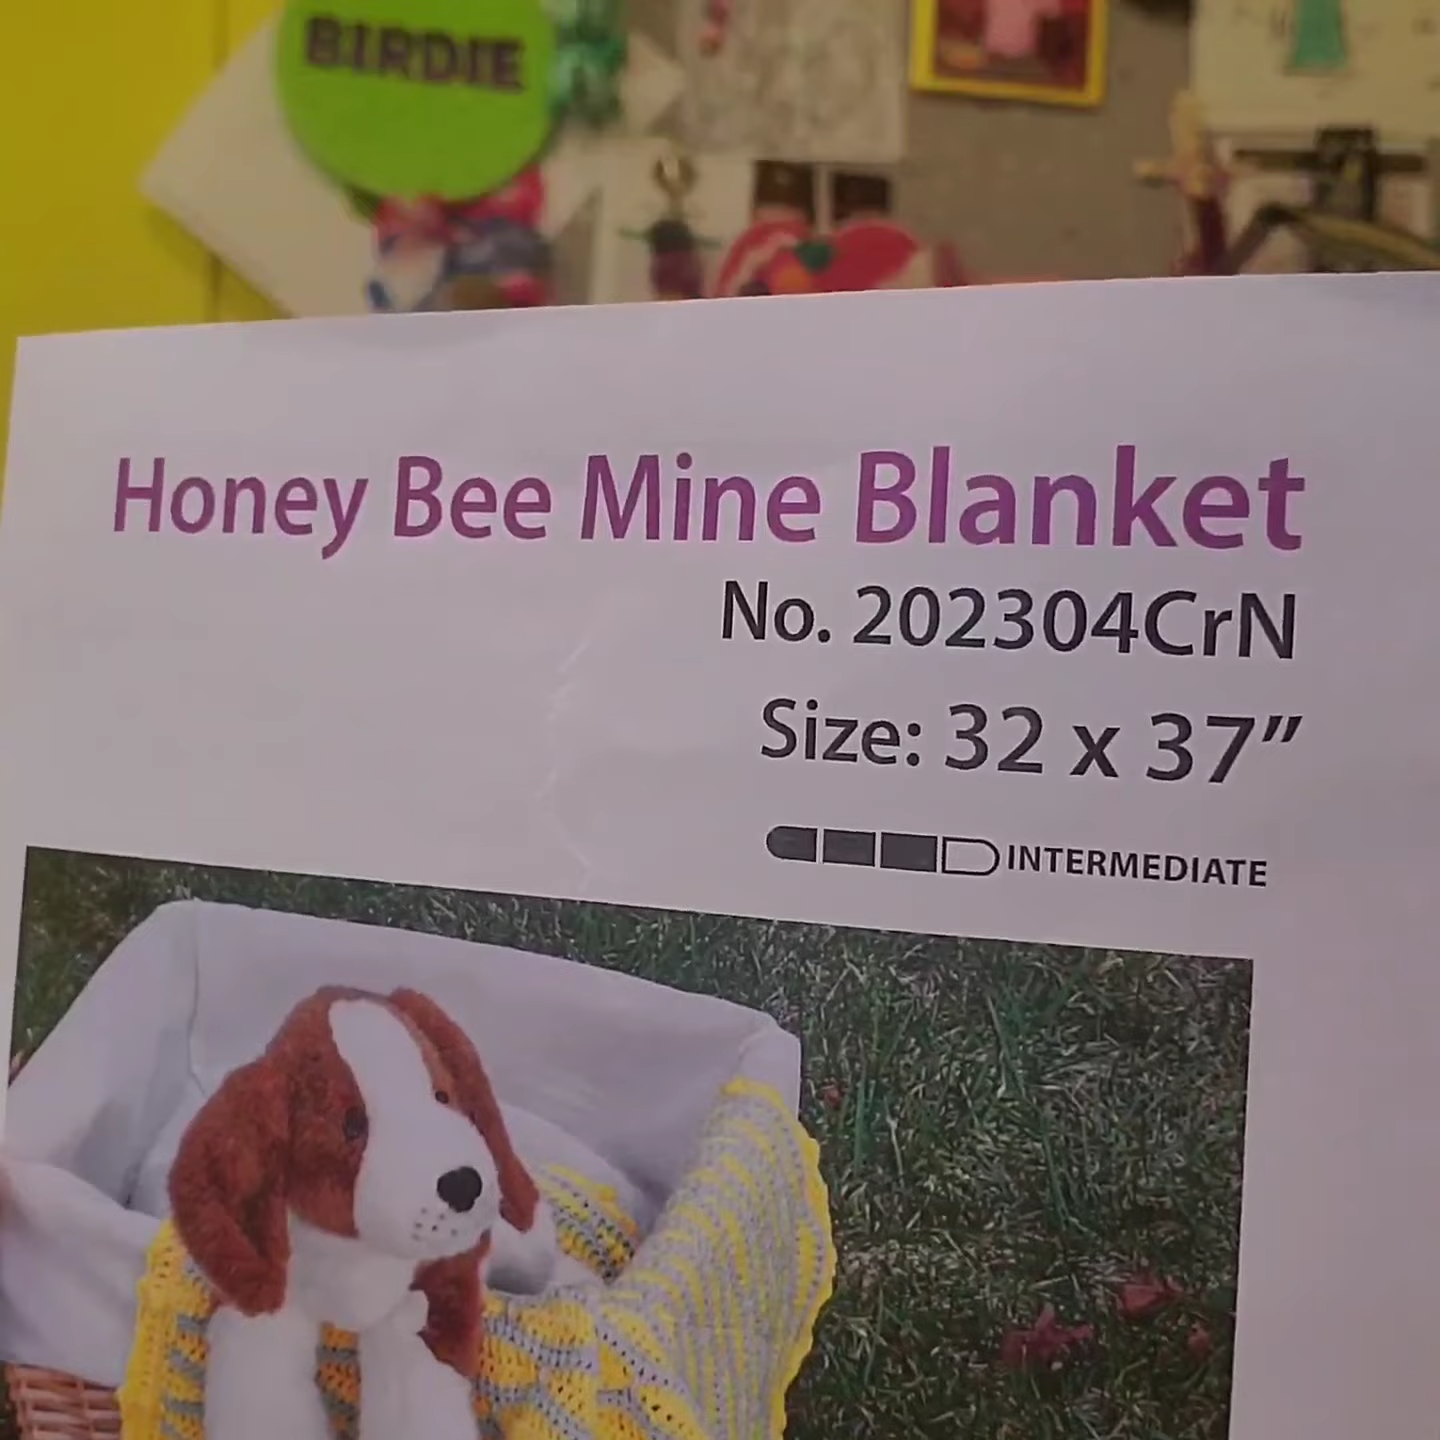 BIRDIE
Honey Bee Mine Blanket
No. 202304CrN
Size: 32 x 37”
INTERMEDIATE